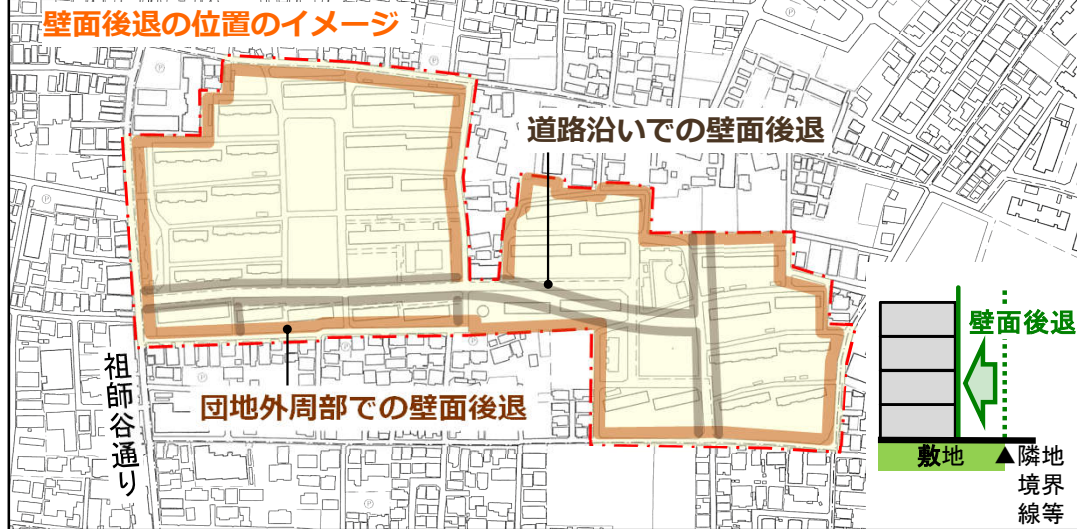 壁面後退の位置のイメージ
道路沿いでの壁面後退
団地外周部での壁面後退
祖師谷通り
壁面後退
敷地
▲隣地
境界
線等